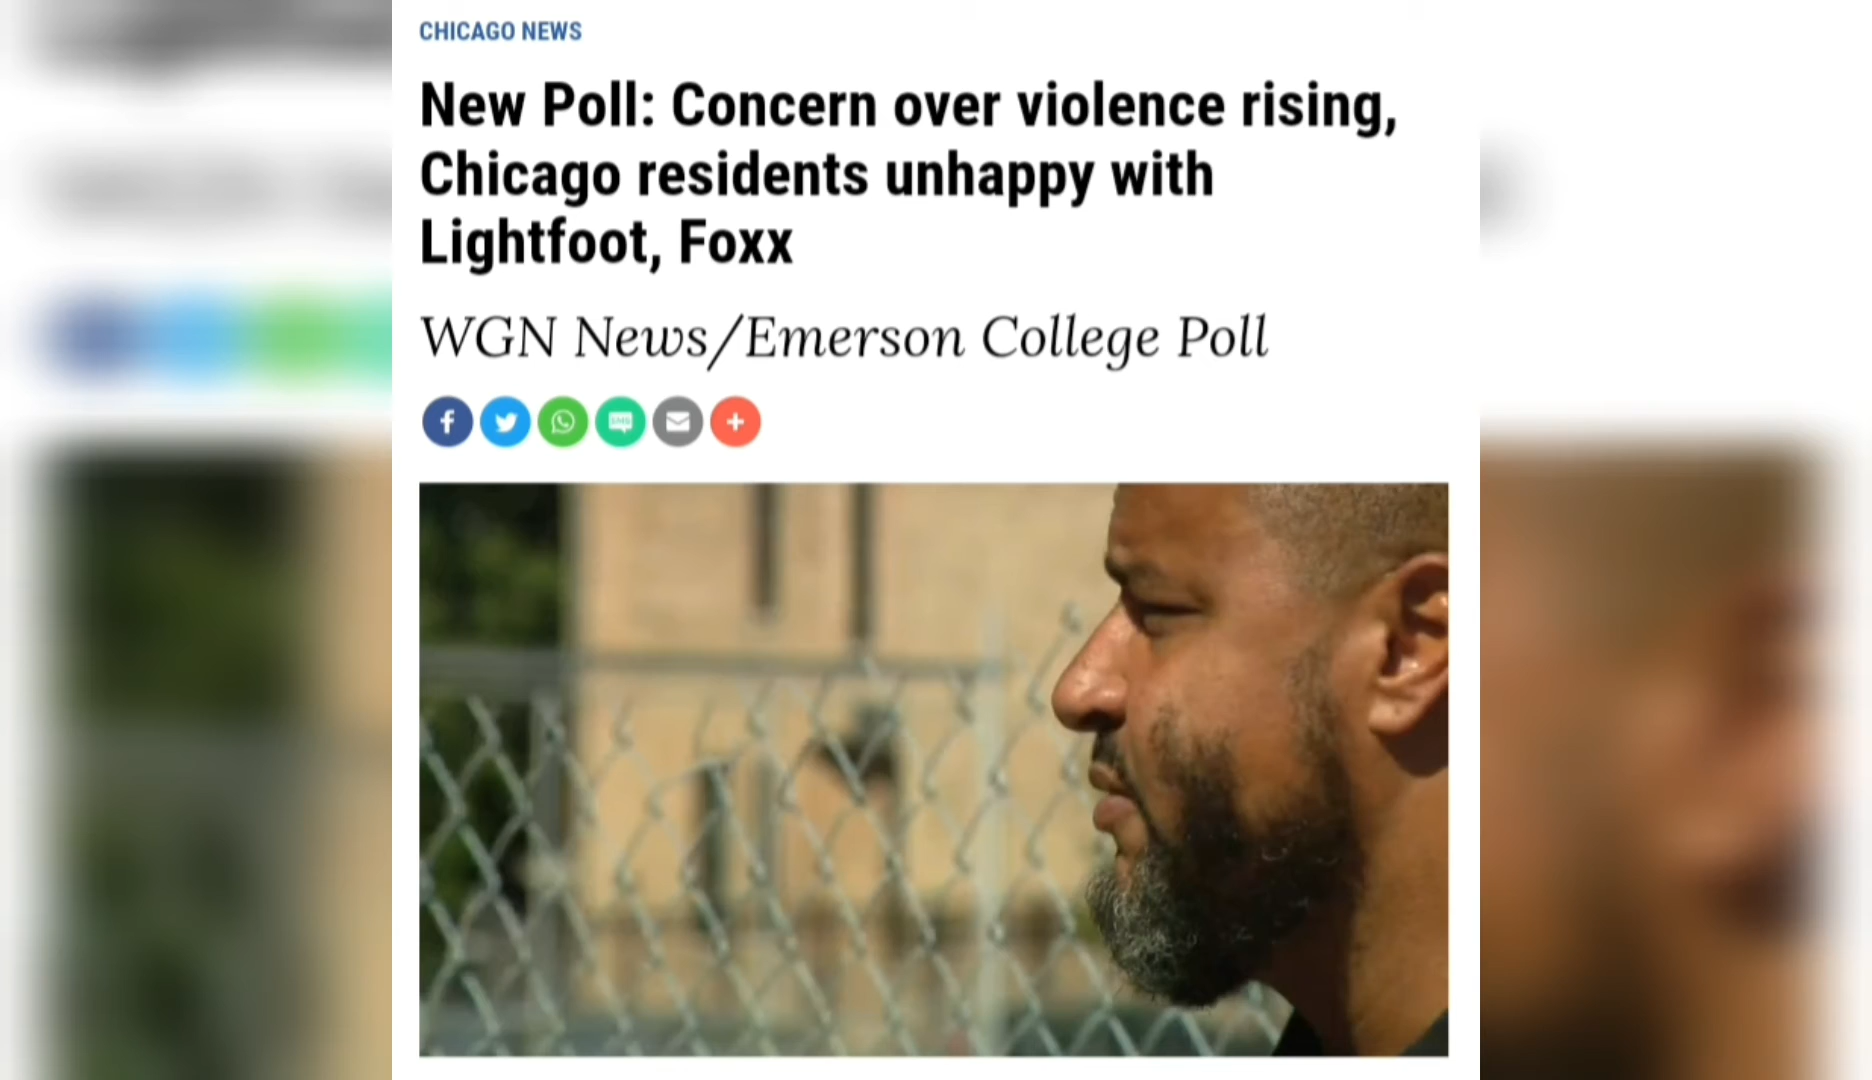 CHICAGO NEWS
New Poll: Concern over violence rising,
Chicago residents unhappy with
Lightfoot, Foxx
WGN News/Emerson College Poll
f
SMS